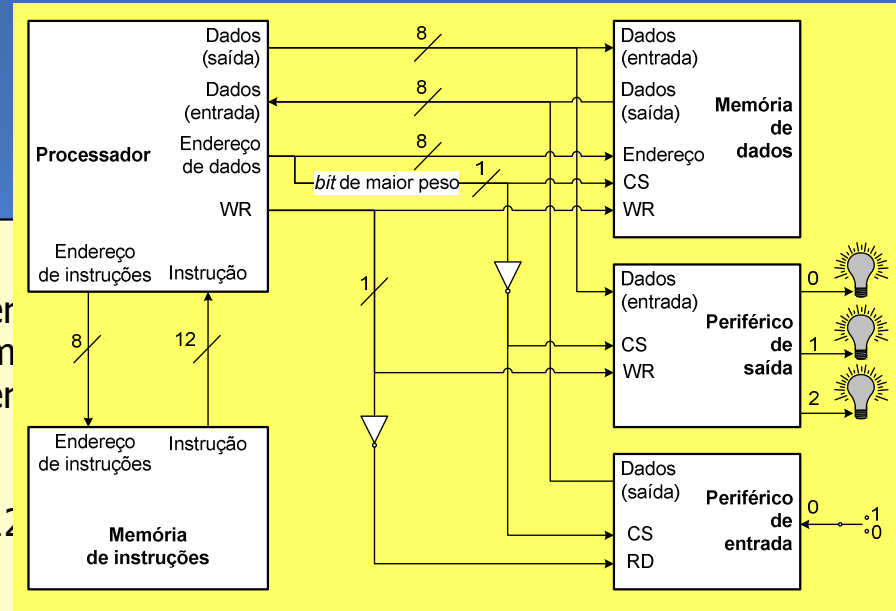 Dados
(saída)
Dados
(entrada)
Endereço
de dados
Processador
WR
Endereço
de instruções
Instrução
8
8
8
bit de maior peso
1
1
8
12
Dados
(entrada)
Dados
(saída)
Memória
de
dados
Endereço
CS
WR
Dados
(entrada)
Periférico
de
saída
CS
WR
0
1
2
Endereço
de instruções
Instrução
Memória
de instruções
Dados
(saída)
Periférico
de
entrada
CS
RD
0
1
0